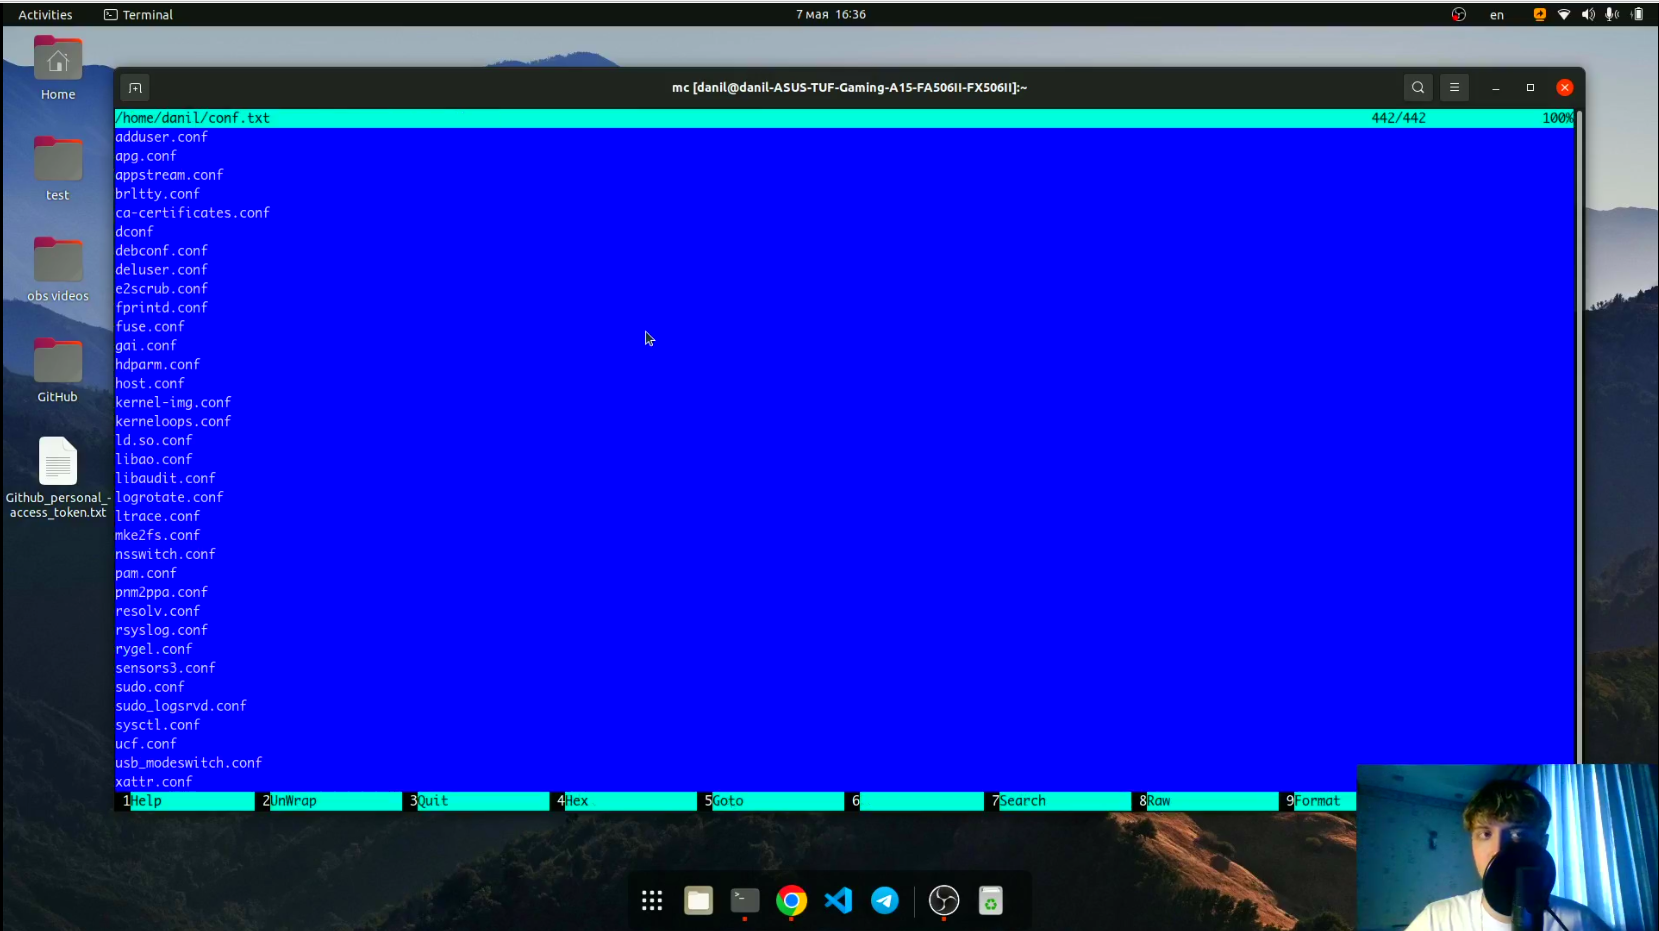 Activities Terminal 7 мая 16:36 en
Home
test
obs videos
GitHub
Github_personal_-
access_token.txt
mc [danil@danil-ASUS-TUF-Gaming-A15-FA506II-FX506II]:~
/home/danil/conf.txt 442/442 100%
adduser.conf
apg.conf
appstream.conf
brltty.conf
ca-certificates.conf
dconf
debconf.conf
deluser.conf
e2scrub.conf
fprintd.conf
fuse.conf
gai.conf
hdparm.conf
host.conf
kernel-img.conf
kerneloops.conf
ld.so.conf
libao.conf
libaudit.conf
logrotate.conf
ltrace.conf
mke2fs.conf
nsswitch.conf
pam.conf
pnm2ppa.conf
resolv.conf
rsyslog.conf
rygel.conf
sensors3.conf
sudo.conf
sudo_logsrvd.conf
sysctl.conf
ucf.conf
usb_modeswitch.conf
xattr.conf
1Help 2UnWrap 3Quit 4Hex 5Goto 6 7Search 8Raw 9Format